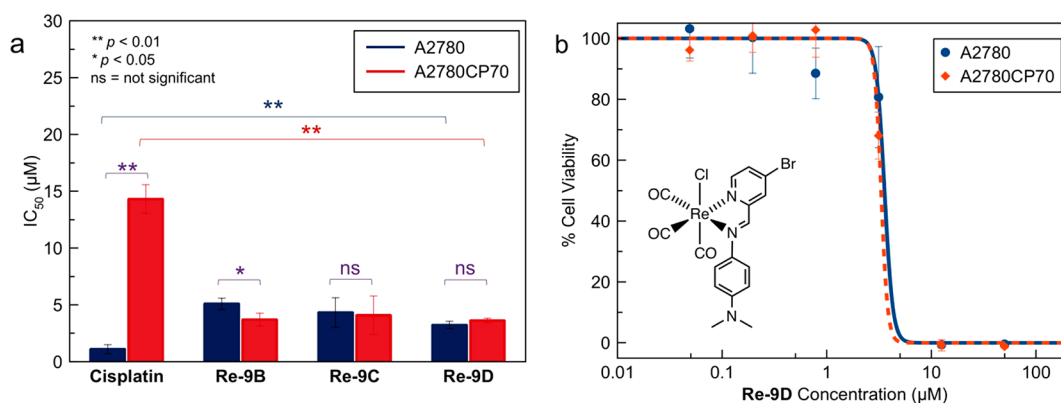 a
30
25
20
15
10
5
0
IC50 (µM)
** p < 0.01
* p < 0.05
ns = not significant
A2780
A2780CP70
**
**
**
*
ns
ns
Cisplatin
Re-9B
Re-9C
Re-9D
b
100
80
60
40
20
0
% Cell Viability
A2780
A2780CP70
Br
Cl
N
OC
Re
OC
N
CO
N
0.01
0.1
1
10
100
Re-9D Concentration (µM)